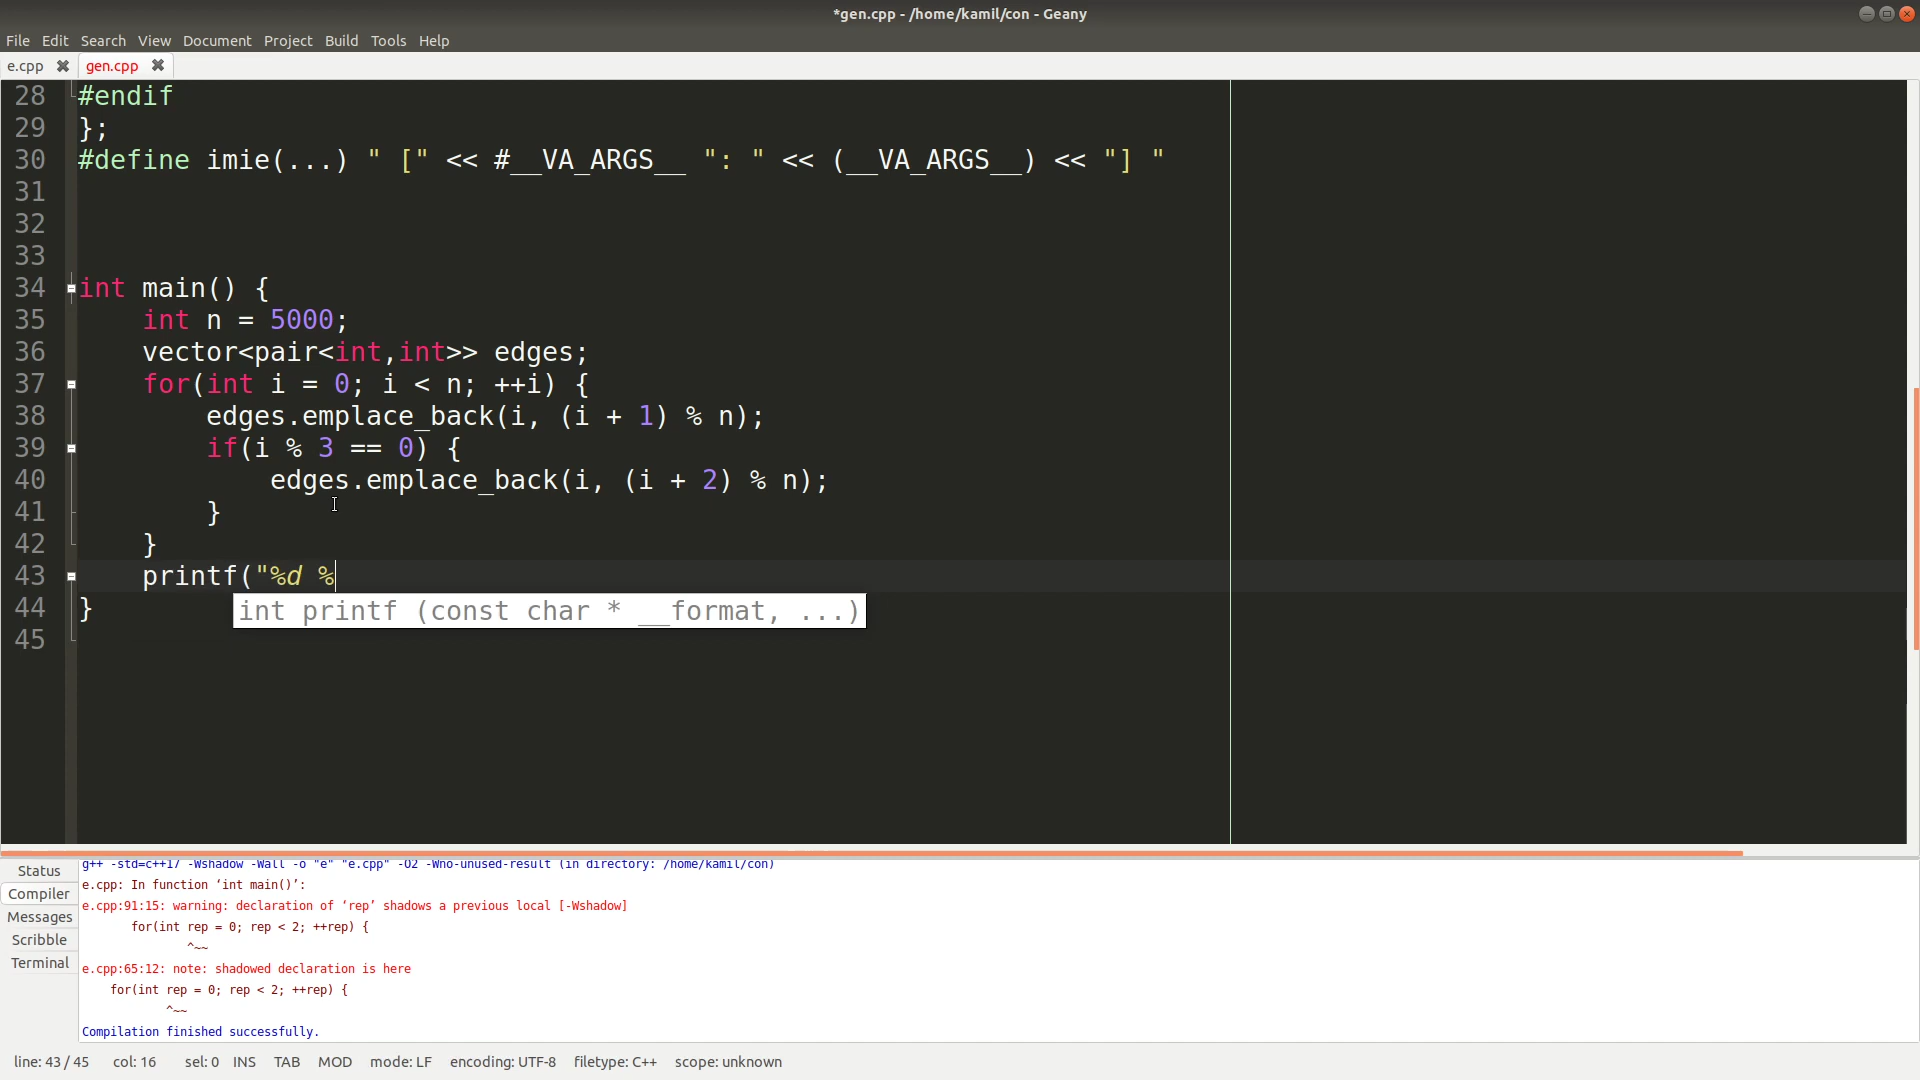 *gen.cpp - /home/kamil/con - Geany
File Edit Search View Document Project Build Tools Help
e.cpp gen.cpp
28 #endif
29 };
30 #define imie(...) " [" << #__VA_ARGS__ ": " << (__VA_ARGS__) << "] "
31
32
33
34 int main() {
35 int n = 5000;
36 vector<pair<int,int>> edges;
37 for(int i = 0; i < n; ++i) {
38 edges.emplace_back(i, (i + 1) % n);
39 if(i % 3 == 0) {
40 edges.emplace_back(i, (i + 2) % n);
41 }
42 }
43 printf("%d %
44 }
int printf (const char * __format, ...)
45
Status
Compiler
Messages
Scribble
Terminal
g++ -std=c++17 -Wshadow -Wall -o "e" "e.cpp" -O2 -Wno-unused-result (in directory: /home/kamil/con)
e.cpp: In function ‘int main()’:
e.cpp:91:15: warning: declaration of ‘rep’ shadows a previous local [-Wshadow]
for(int rep = 0; rep < 2; ++rep) {
^~~
e.cpp:65:12: note: shadowed declaration is here
for(int rep = 0; rep < 2; ++rep) {
^~~
Compilation finished successfully.
line: 43 / 45 col: 16 sel: 0 INS TAB MOD mode: LF encoding: UTF-8 filetype: C++ scope: unknown